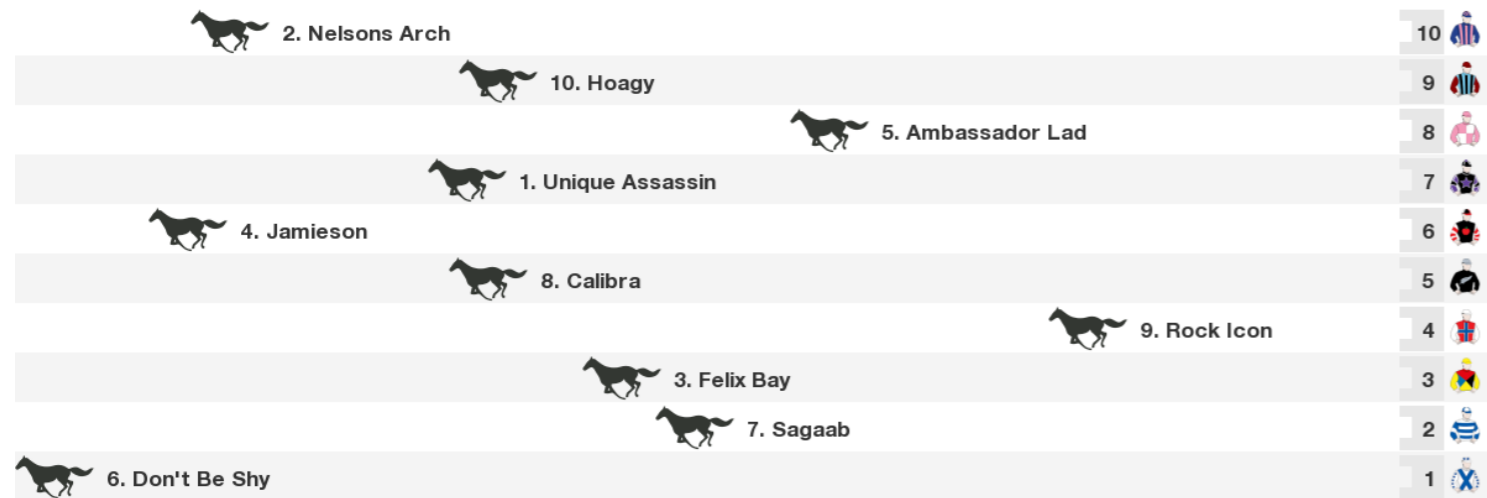 2. Nelsons Arch 10
10. Hoagy 9
5. Ambassador Lad 8
1. Unique Assassin 7
4. Jamieson 6
8. Calibra 5
9. Rock Icon 4
3. Felix Bay 3
7. Sagaab 2
6. Don't Be Shy 1